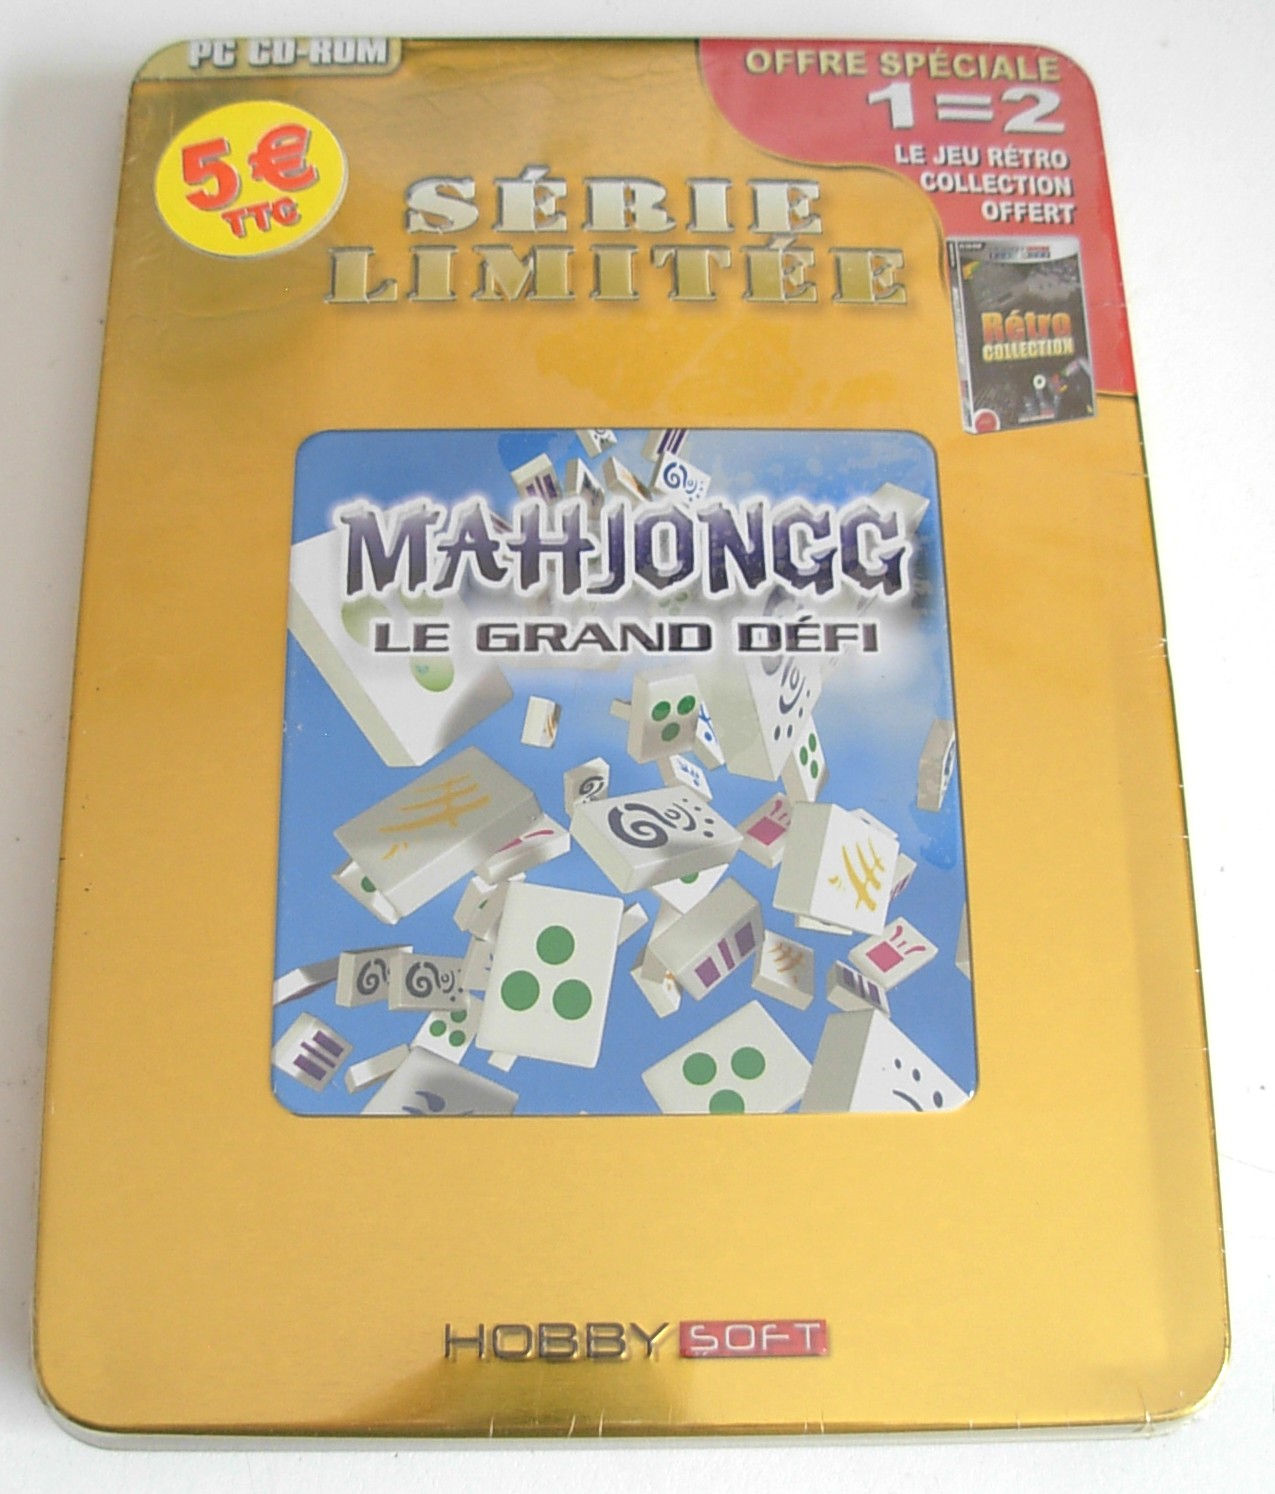 PC CD-ROM
OFFRE SPÉCIALE
1=2
LE JEU RÉTRO
COLLECTION
OFFERT
5€
TTC
SÉRIE
LIMITÉE
Rétro
COLLECTION
MAHJONGG
LE GRAND DÉFI
HOBBY SOFT